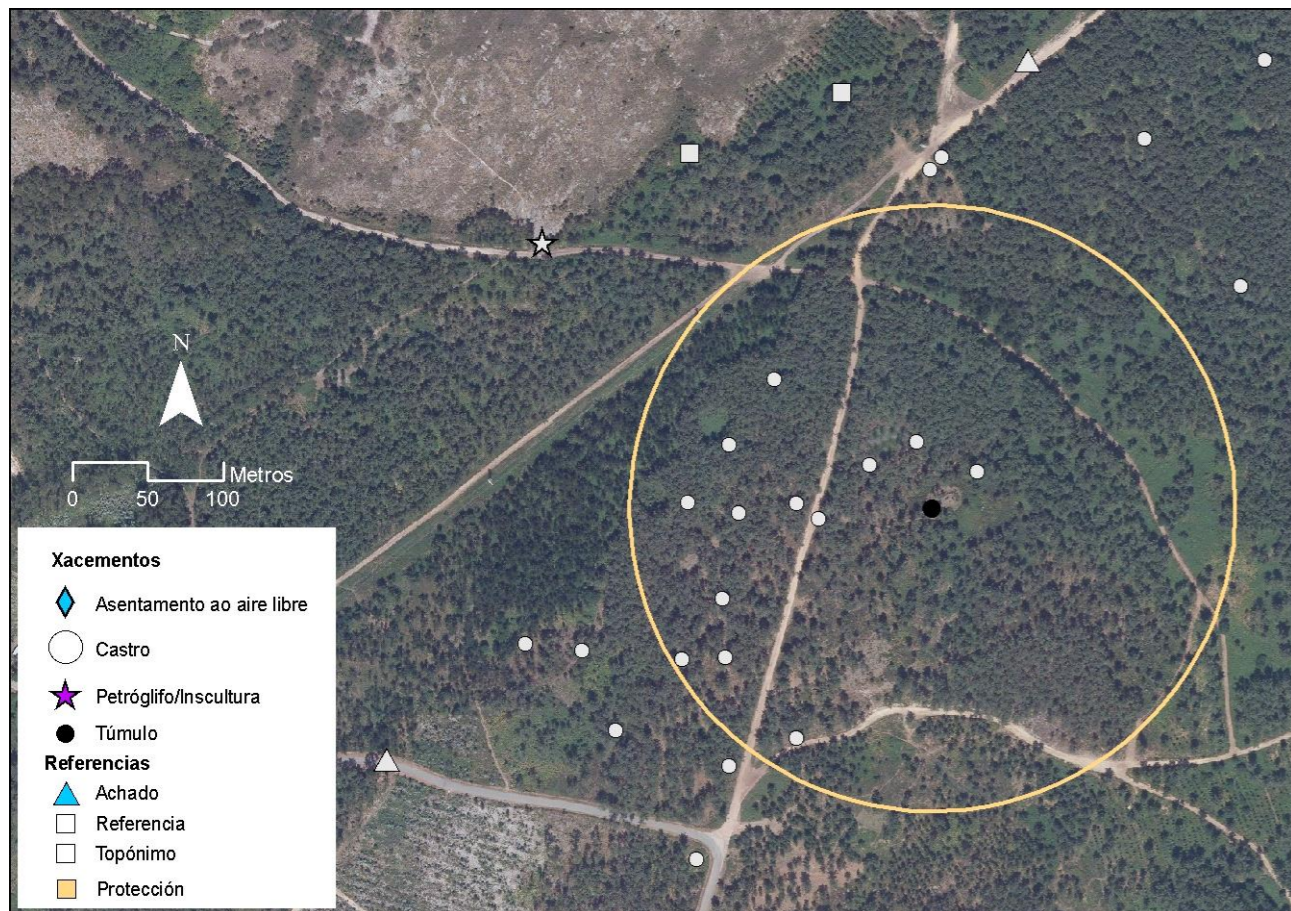 N
Metros
0 50 100
Xacementos
Asentamento ao aire libre
Castro
Petróglifo/Inscultura
Túmulo
Referencias
Achado
Referencia
Topónimo
Protección